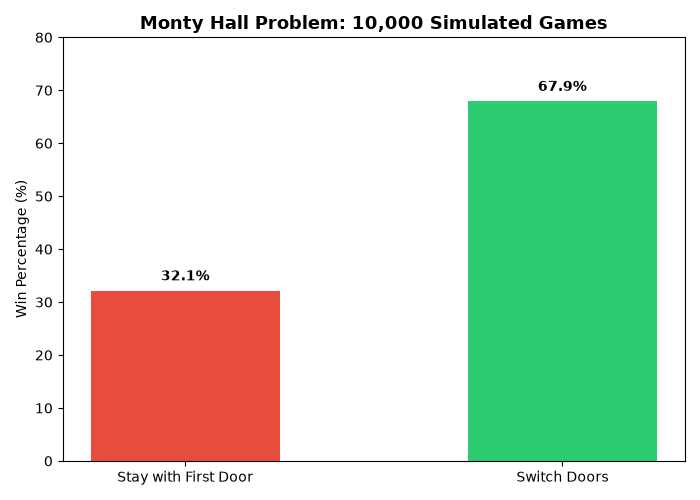 Monty Hall Problem: 10,000 Simulated Games
Win Percentage (%)
80
70
60
50
40
30
20
10
0
32.1%
67.9%
Stay with First Door
Switch Doors